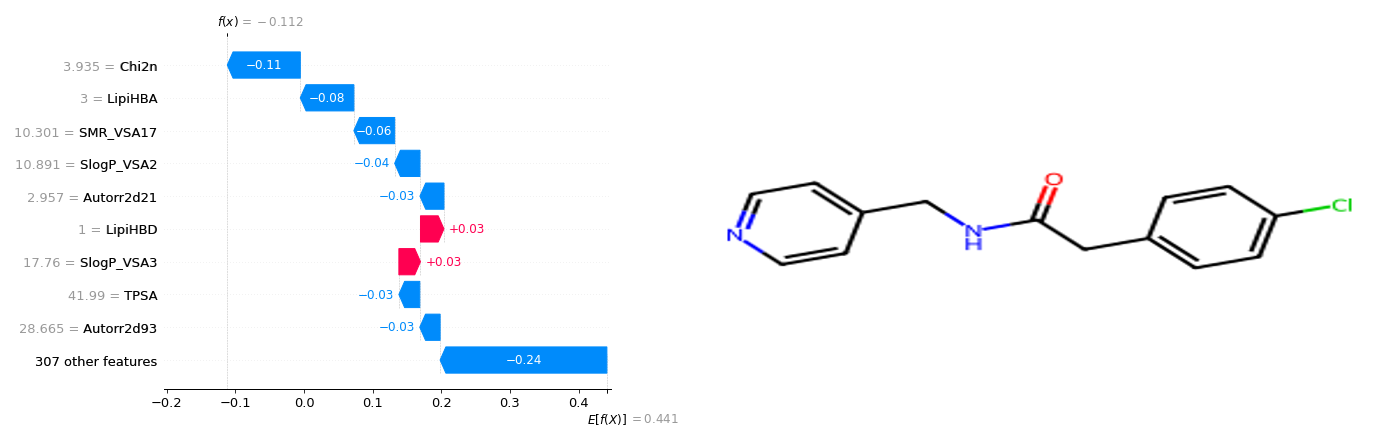 f(x) = −0.112
3.935 = Chi2n
−0.11
3 = LipiHBA
−0.08
10.301 = SMR_VSA17
−0.06
10.891 = SlogP_VSA2
−0.04
2.957 = Autorr2d21
−0.03
1 = LipiHBD
+0.03
17.76 = SlogP_VSA3
+0.03
41.99 = TPSA
−0.03
28.665 = Autorr2d93
−0.03
307 other features
−0.24
−0.2 −0.1 0.0 0.1 0.2 0.3 0.4
E[f(X)] = 0.441
N
N
H
O
Cl